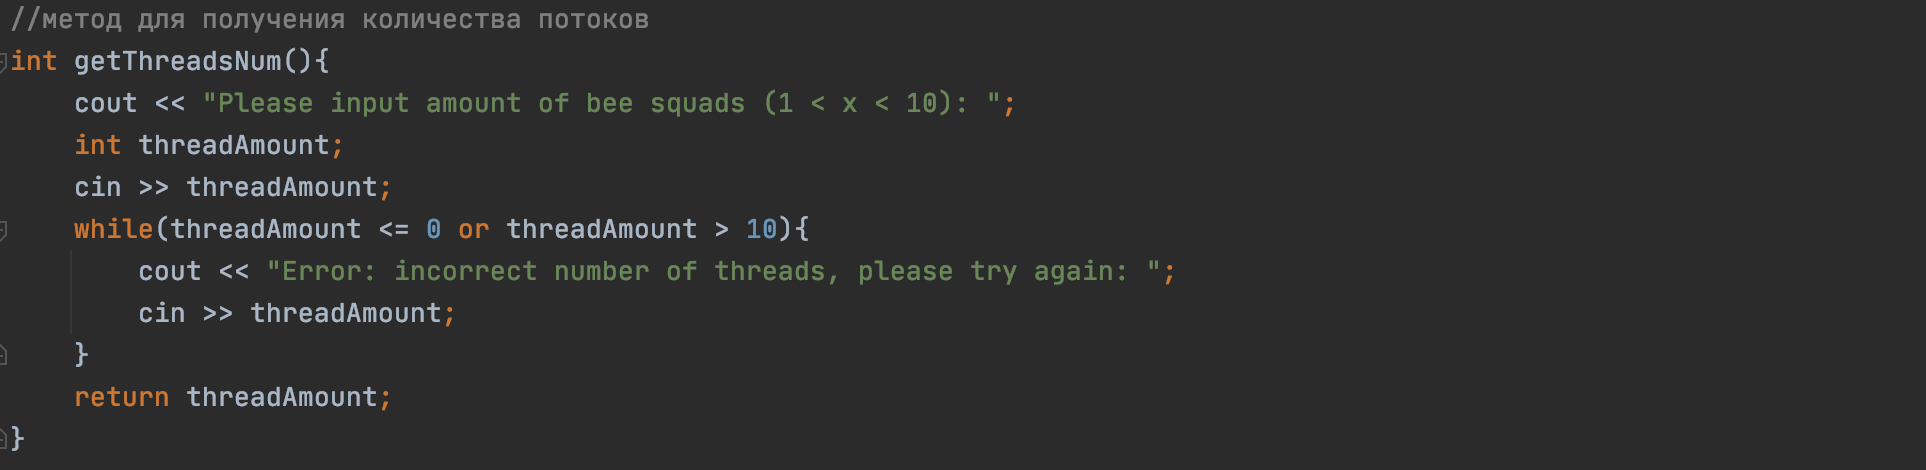 //метод для получения количества потоков
int getThreadsNum(){
    cout << "Please input amount of bee squads (1 < x < 10): ";
    int threadAmount;
    cin >> threadAmount;
    while(threadAmount <= 0 or threadAmount > 10){
        cout << "Error: incorrect number of threads, please try again: ";
        cin >> threadAmount;
    }
    return threadAmount;
}